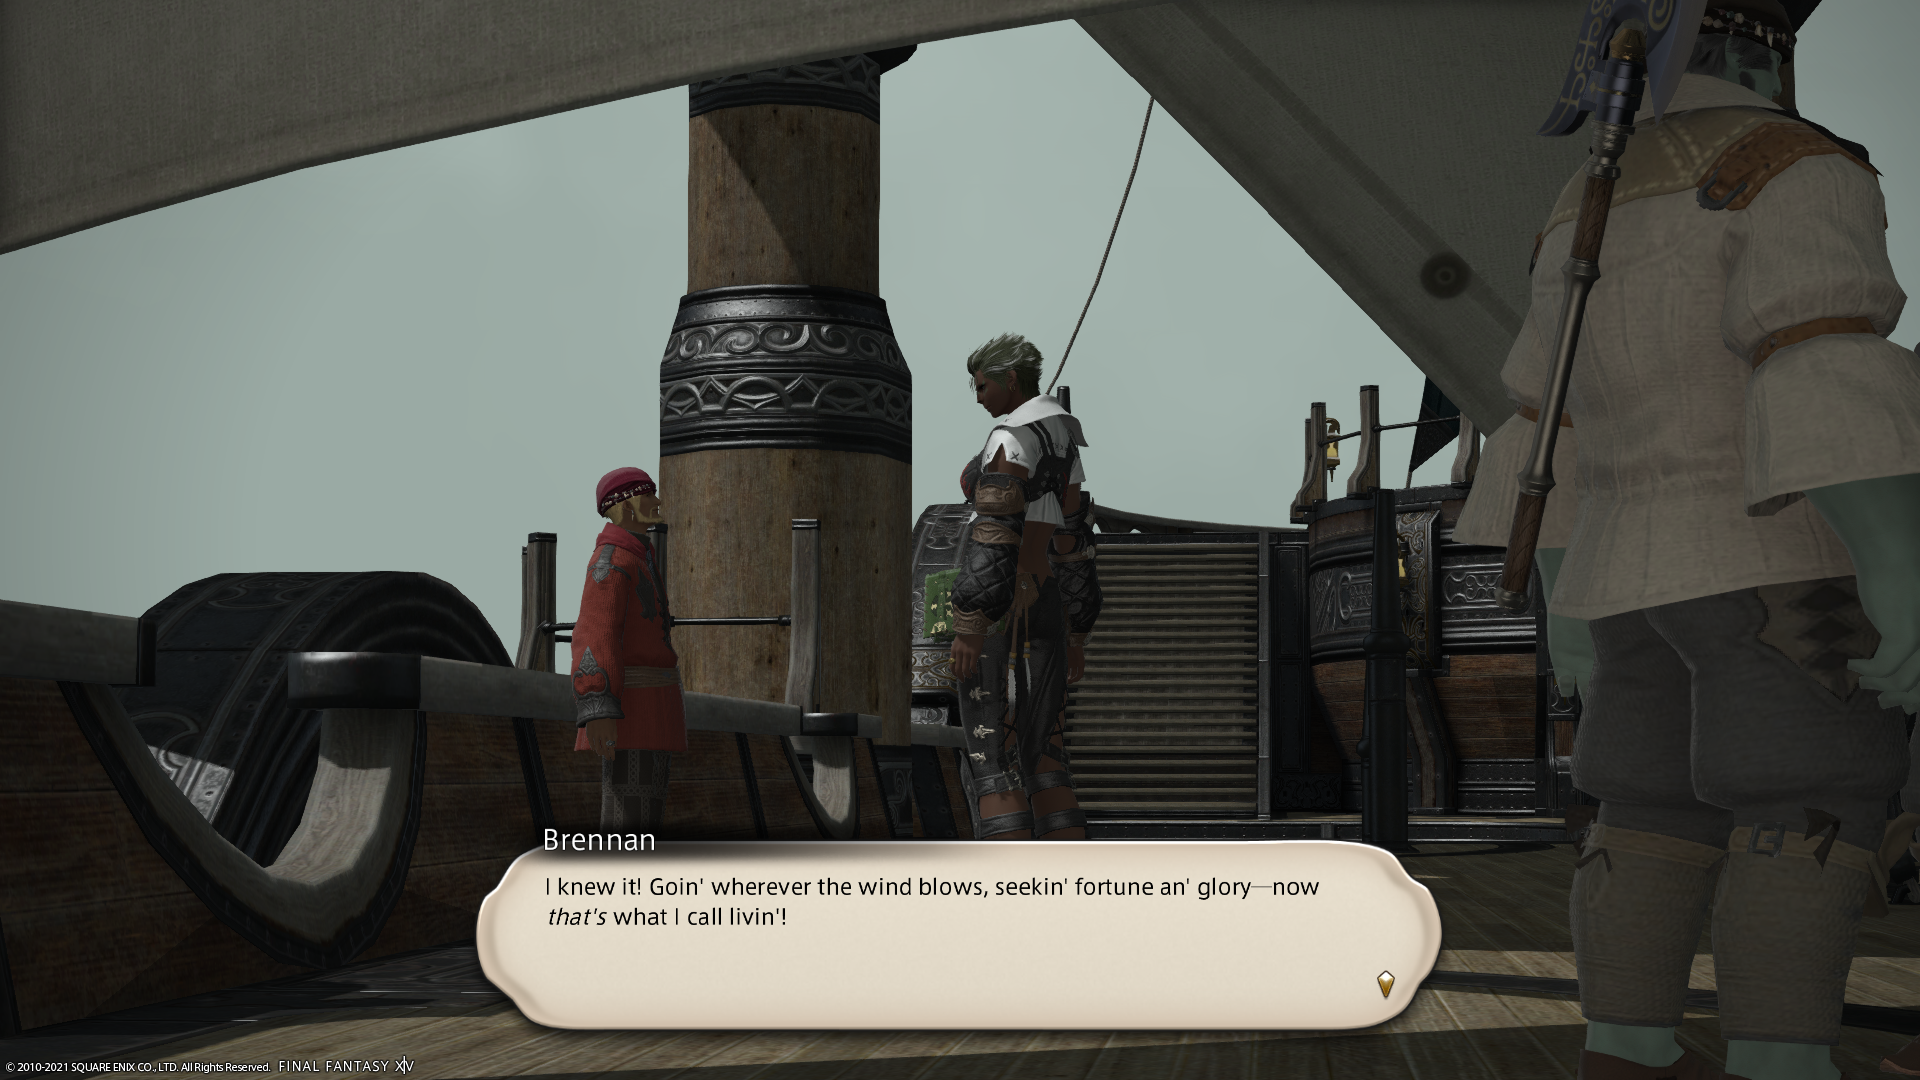 Brennan
I knew it! Goin' wherever the wind blows, seekin' fortune an' glory—now
that's what I call livin'!
© 2010-2021 SQUARE ENIX CO., LTD. All Rights Reserved. FINAL FANTASY XIV